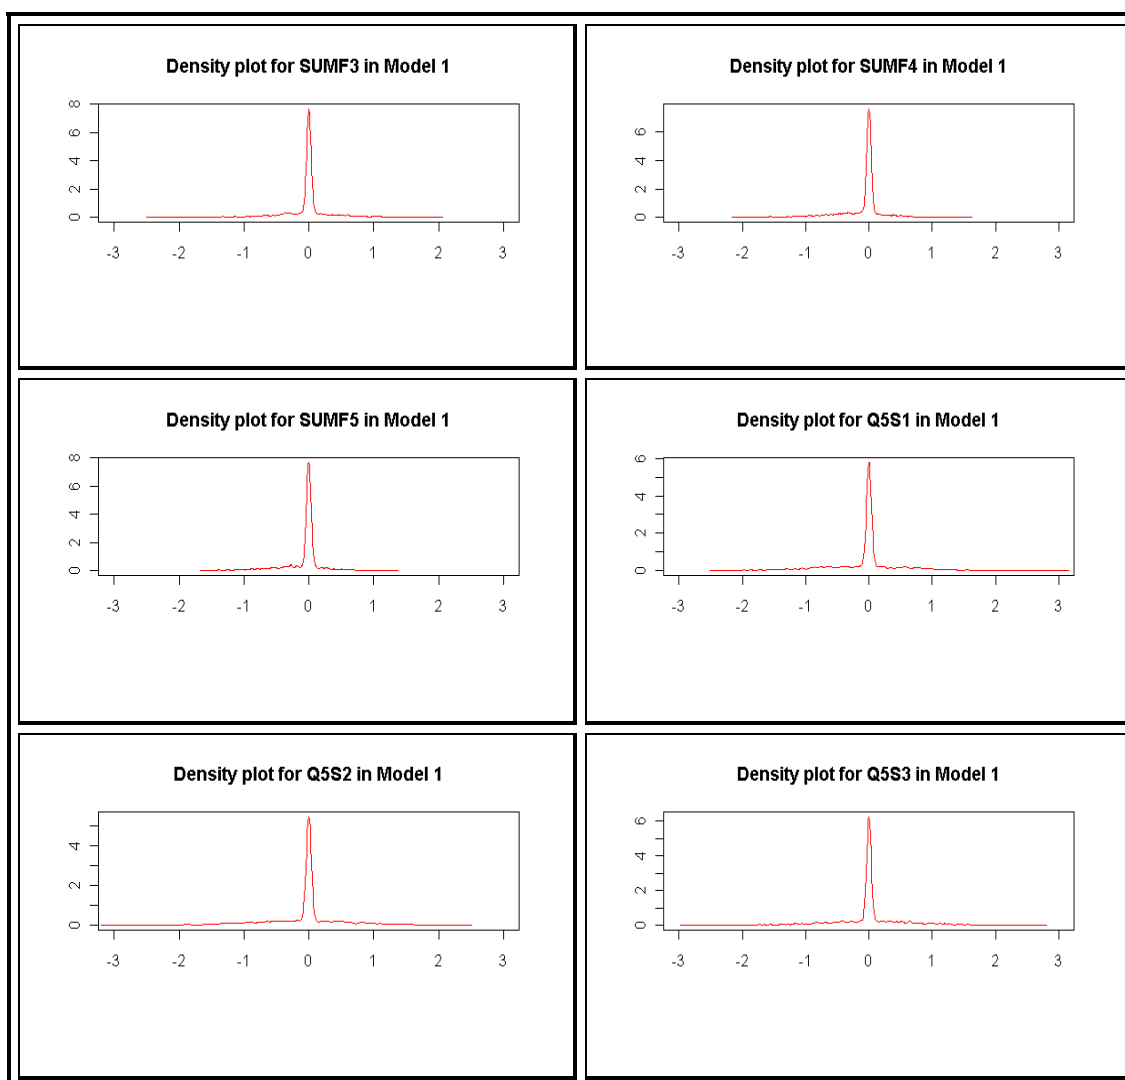 Density plot for SUMF3 in Model 1
8
6
4
2
0
-3 -2 -1 0 1 2 3
Density plot for SUMF4 in Model 1
6
4
2
0
-3 -2 -1 0 1 2 3
Density plot for SUMF5 in Model 1
8
6
4
2
0
-3 -2 -1 0 1 2 3
Density plot for Q5S1 in Model 1
6
4
2
0
-3 -2 -1 0 1 2 3
Density plot for Q5S2 in Model 1
4
2
0
-3 -2 -1 0 1 2 3
Density plot for Q5S3 in Model 1
6
4
2
0
-3 -2 -1 0 1 2 3